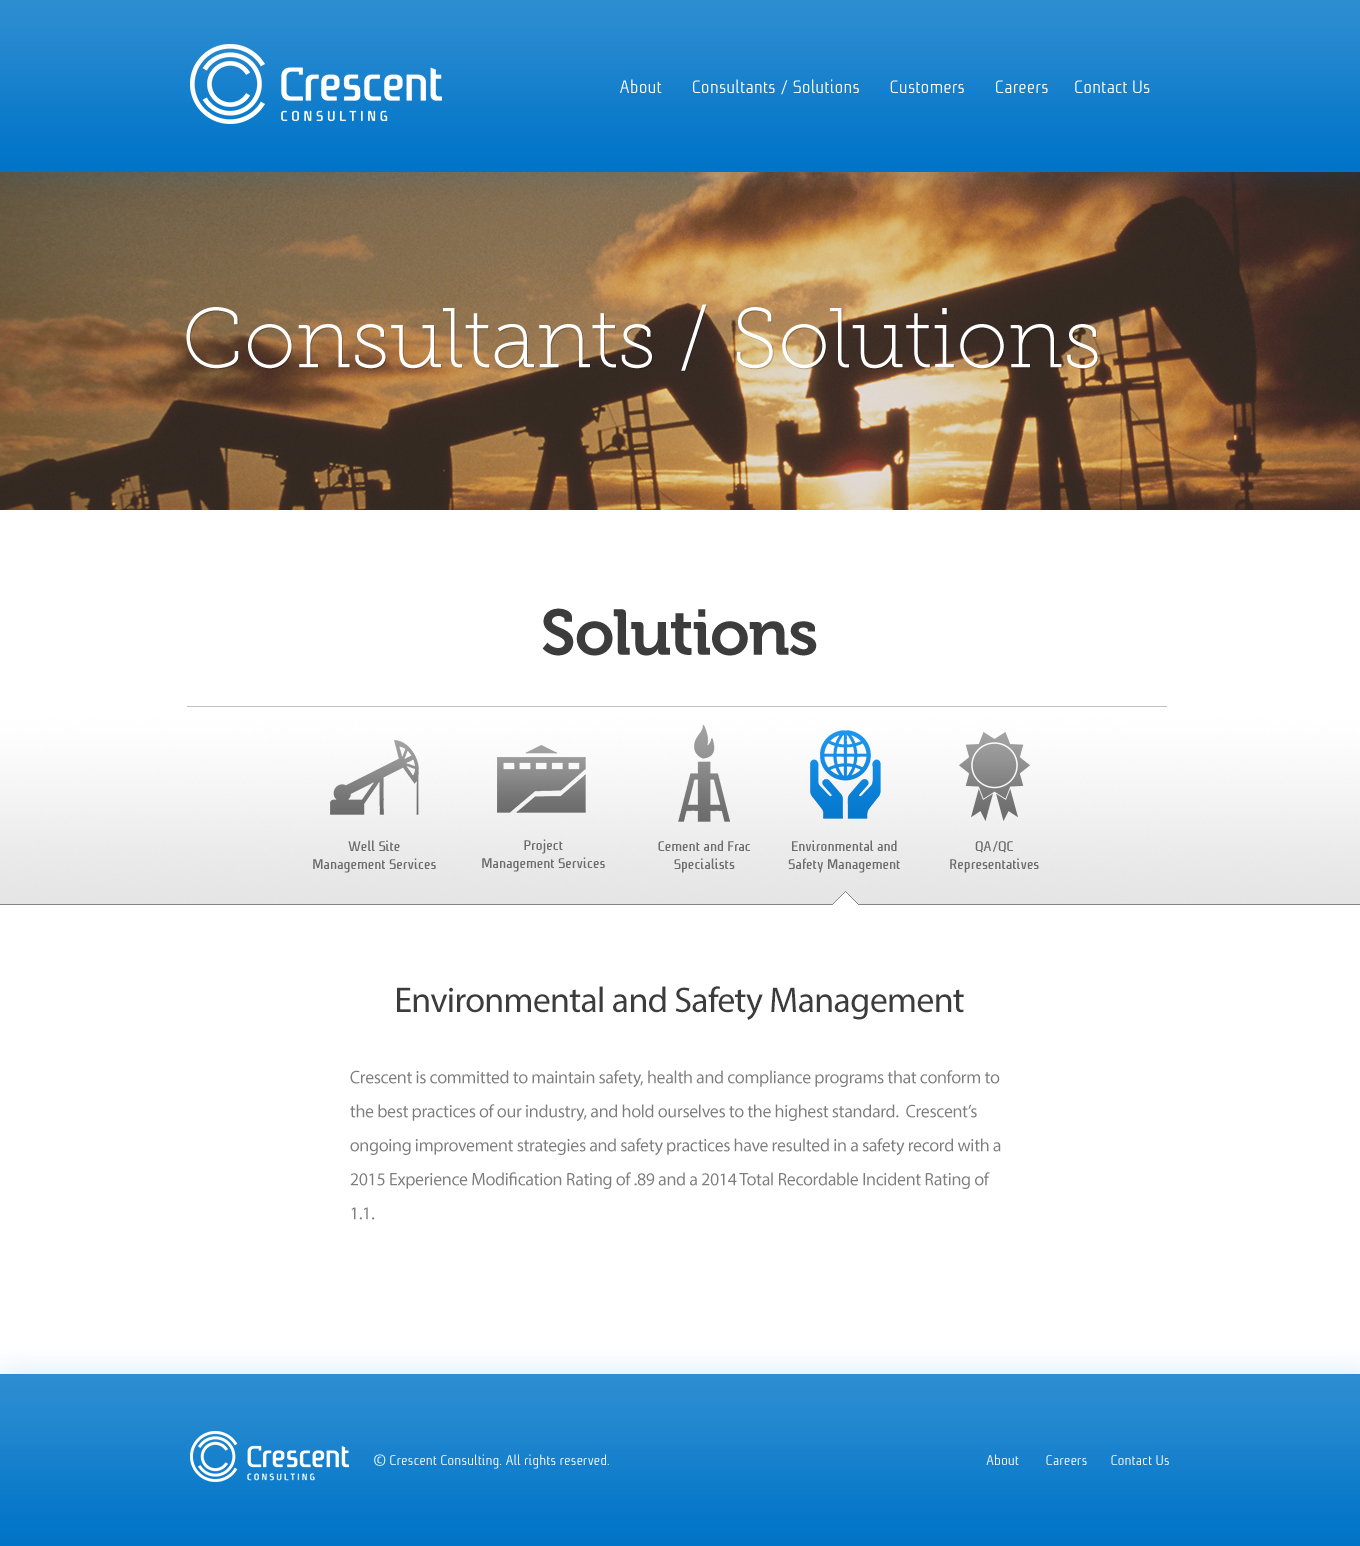 Crescent
CONSULTING
About Consultants / Solutions Customers Careers Contact Us
Consultants / Solutions
Solutions
Well Site
Management Services
Project
Management Services
Cement and Frac
Specialists
Environmental and
Safety Management
QA/QC
Representatives
Environmental and Safety Management
Crescent is committed to maintain safety, health and compliance programs that conform to
the best practices of our industry, and hold ourselves to the highest standard.  Crescent’s
ongoing improvement strategies and safety practices have resulted in a safety record with a
2015 Experience Modification Rating of .89 and a 2014 Total Recordable Incident Rating of
1.1.
Crescent
CONSULTING
© Crescent Consulting. All rights reserved.
About Careers Contact Us